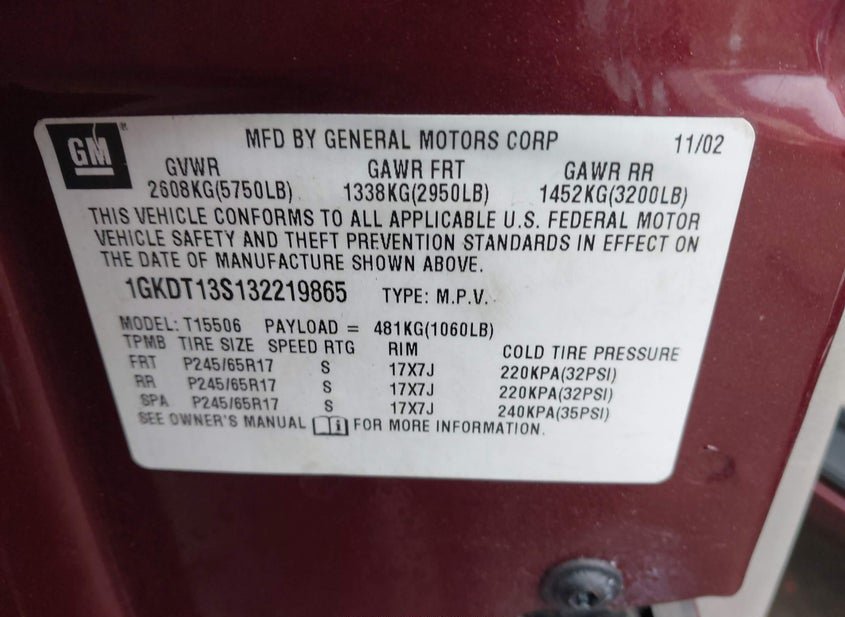 GM®
MFD BY GENERAL MOTORS CORP 11/02
GVWR GAWR FRT GAWR RR
2608KG(5750LB) 1338KG(2950LB) 1452KG(3200LB)
THIS VEHICLE CONFORMS TO ALL APPLICABLE U.S. FEDERAL MOTOR
VEHICLE SAFETY AND THEFT PREVENTION STANDARDS IN EFFECT ON
THE DATE OF MANUFACTURE SHOWN ABOVE.
1GKDT13S132219865 TYPE: M.P.V.
MODEL: T15506 PAYLOAD = 481KG(1060LB)
TPMB TIRE SIZE SPEED RTG RIM COLD TIRE PRESSURE
FRT P245/65R17 S 17X7J 220KPA(32PSI)
RR P245/65R17 S 17X7J 220KPA(32PSI)
SPA P245/65R17 S 17X7J 240KPA(35PSI)
SEE OWNER'S MANUAL i FOR MORE INFORMATION.